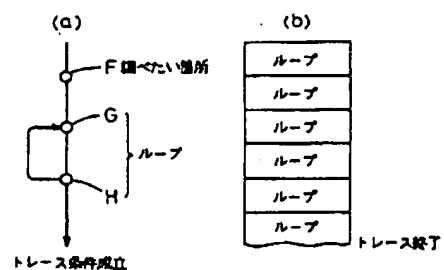 (a)
F 調べたい箇所
G
ループ
H
トレース条件成立
(b)
ループ
ループ
ループ
ループ
ループ
ループ
トレース終了